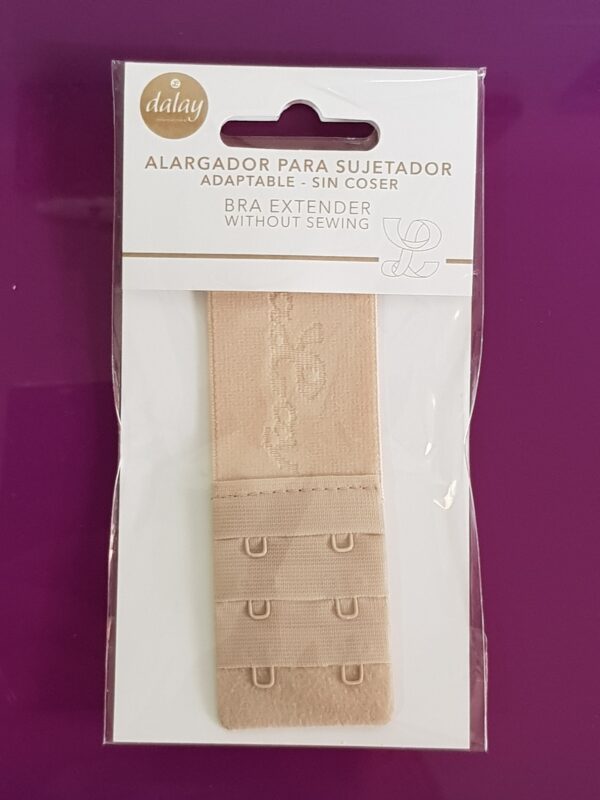 dalay
ALARGADOR PARA SUJETADOR
ADAPTABLE - SIN COSER
BRA EXTENDER
WITHOUT SEWING